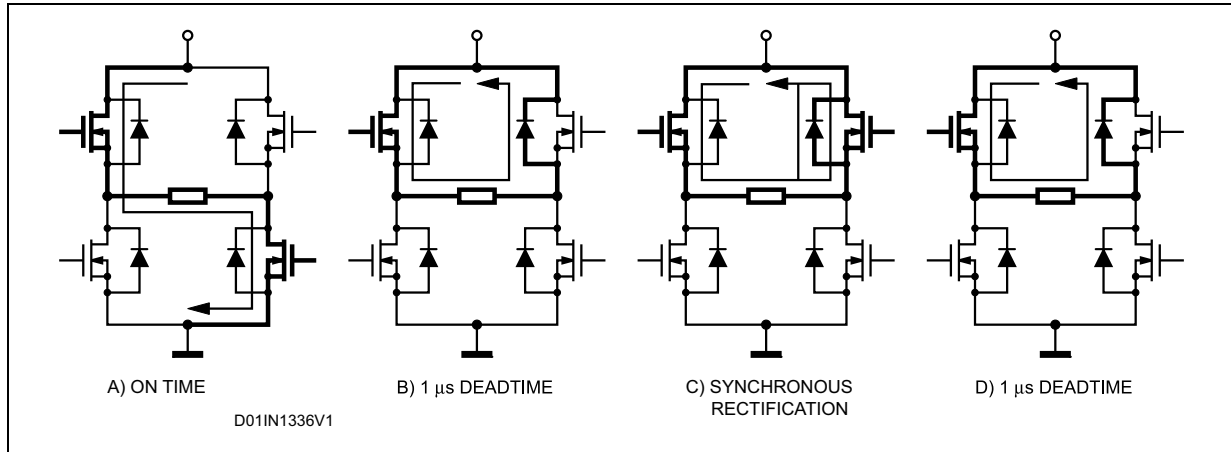 A) ON TIME
B) 1 μs DEADTIME
C) SYNCHRONOUS
RECTIFICATION
D) 1 μs DEADTIME
D01IN1336V1